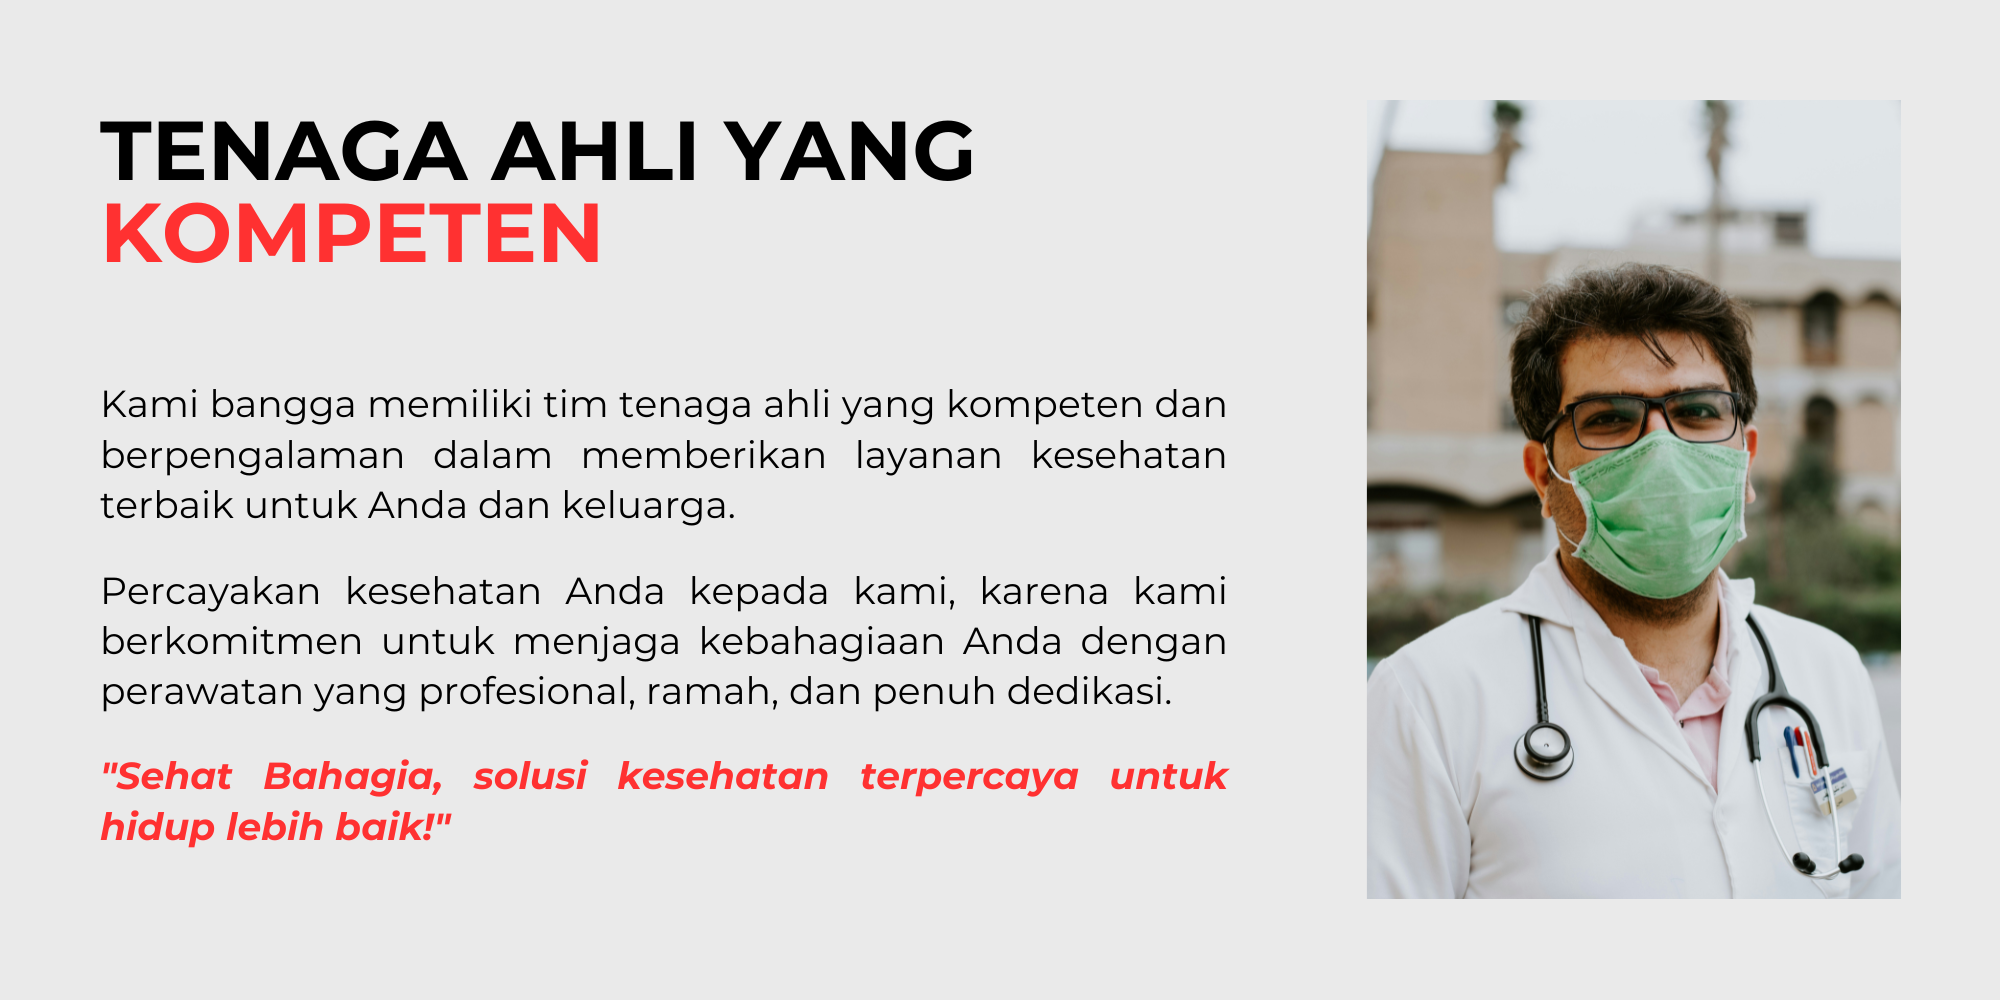 TENAGA AHLI YANG
KOMPETEN
Kami bangga memiliki tim tenaga ahli yang kompeten dan
berpengalaman dalam memberikan layanan kesehatan
terbaik untuk Anda dan keluarga.
Percayakan kesehatan Anda kepada kami, karena kami
berkomitmen untuk menjaga kebahagiaan Anda dengan
perawatan yang profesional, ramah, dan penuh dedikasi.
"Sehat Bahagia, solusi kesehatan terpercaya untuk
hidup lebih baik!"